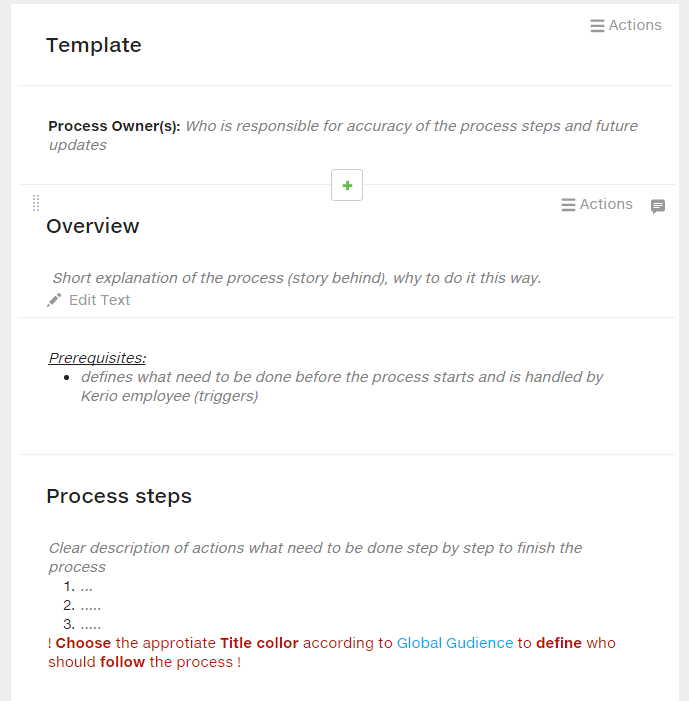 Actions
Template
Process Owner(s): Who is responsible for accuracy of the process steps and future
updates
Actions
Overview
Short explanation of the process (story behind), why to do it this way.
Edit Text
Prerequisites:
• defines what need to be done before the process starts and is handled by
Kerio employee (triggers)
Process steps
Clear description of actions what need to be done step by step to finish the
process
1. ...
2. .....
3. .....
! Choose the approtiate Title collor according to Global Gudience to define who
should follow the process !